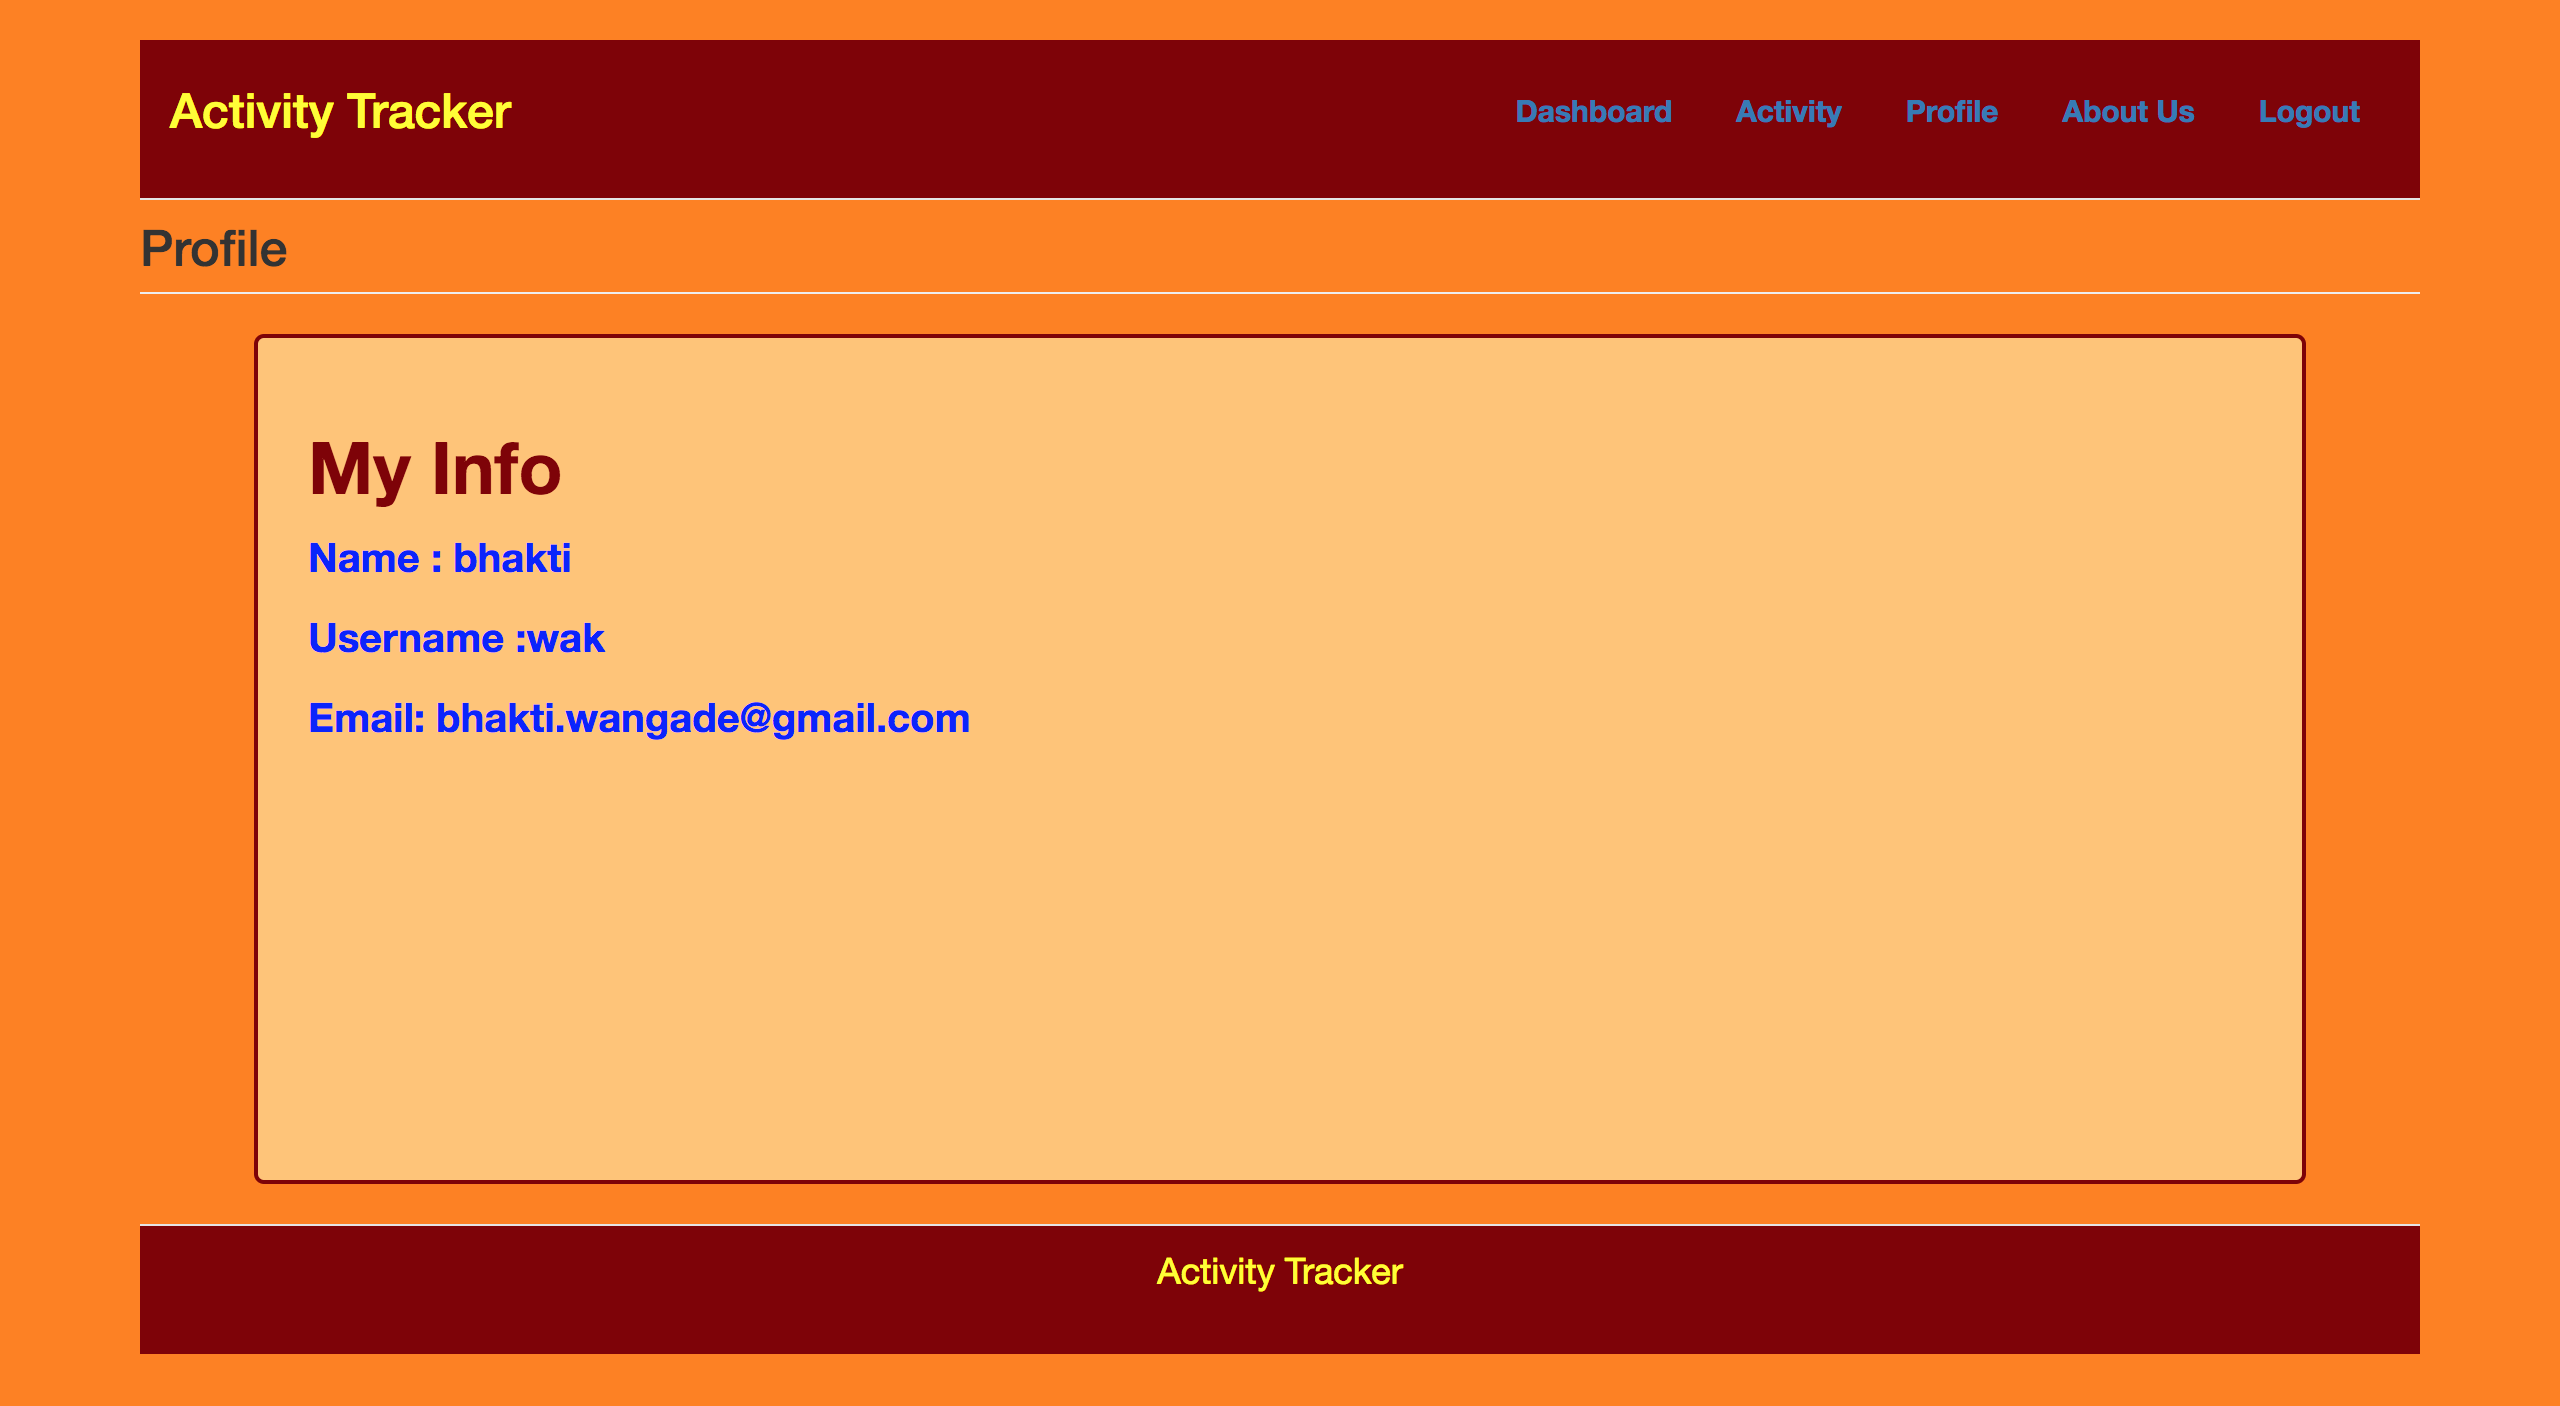 Activity Tracker
Dashboard Activity Profile About Us Logout
Profile
My Info
Name : bhakti
Username :wak
Email: bhakti.wangade@gmail.com
Activity Tracker